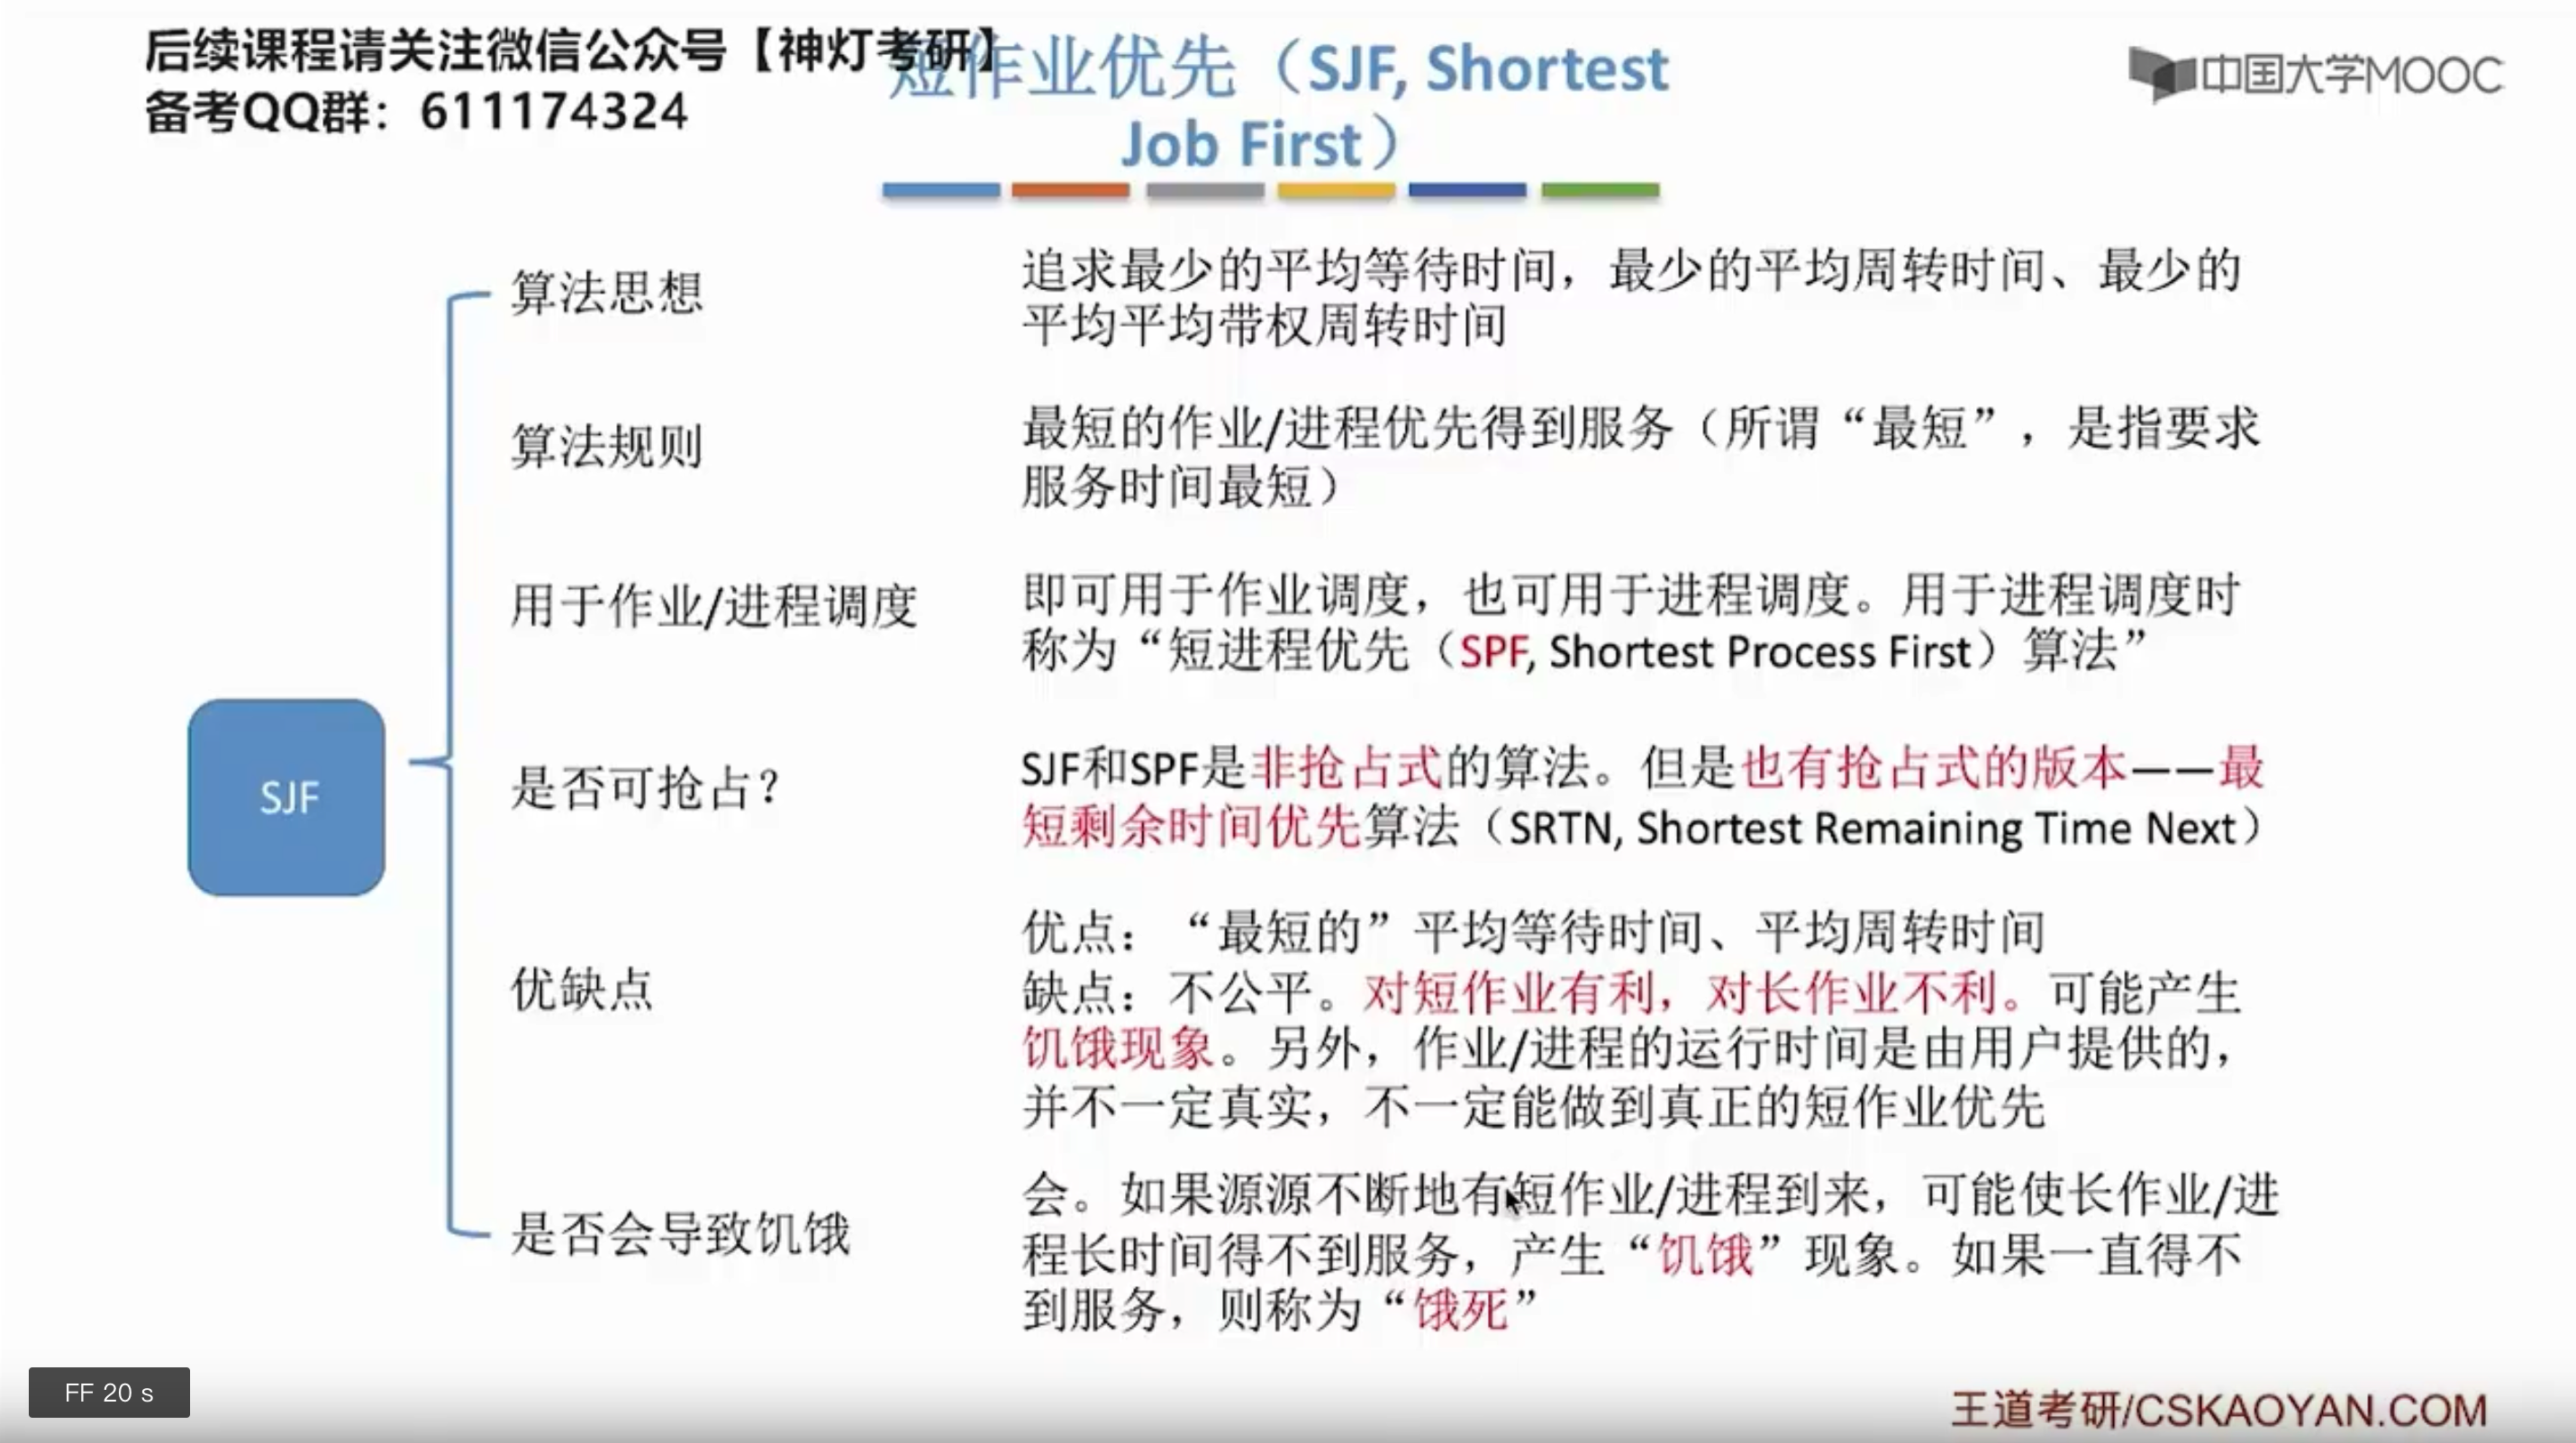 后续课程请关注微信公众号【神灯考研】
备考QQ群：611174324
短作业优先（SJF, Shortest
Job First）
中国大学MOOC
SJF
算法思想
追求最少的平均等待时间，最少的平均周转时间、最少的
平均平均带权周转时间
算法规则
最短的作业/进程优先得到服务（所谓“最短”，是指要求
服务时间最短）
用于作业/进程调度
即可用于作业调度，也可用于进程调度。用于进程调度时
称为“短进程优先（SPF, Shortest Process First）算法”
是否可抢占？
SJF和SPF是非抢占式的算法。但是也有抢占式的版本——最
短剩余时间优先算法（SRTN, Shortest Remaining Time Next）
优缺点
优点：“最短的”平均等待时间、平均周转时间
缺点：不公平。对短作业有利，对长作业不利。可能产生
饥饿现象。另外，作业/进程的运行时间是由用户提供的，
并不一定真实，不一定能做到真正的短作业优先
是否会导致饥饿
会。如果源源不断地有短作业/进程到来，可能使长作业/进
程长时间得不到服务，产生“饥饿”现象。如果一直得不
到服务，则称为“饿死”
FF 20 s
王道考研/CSKAOYAN.COM